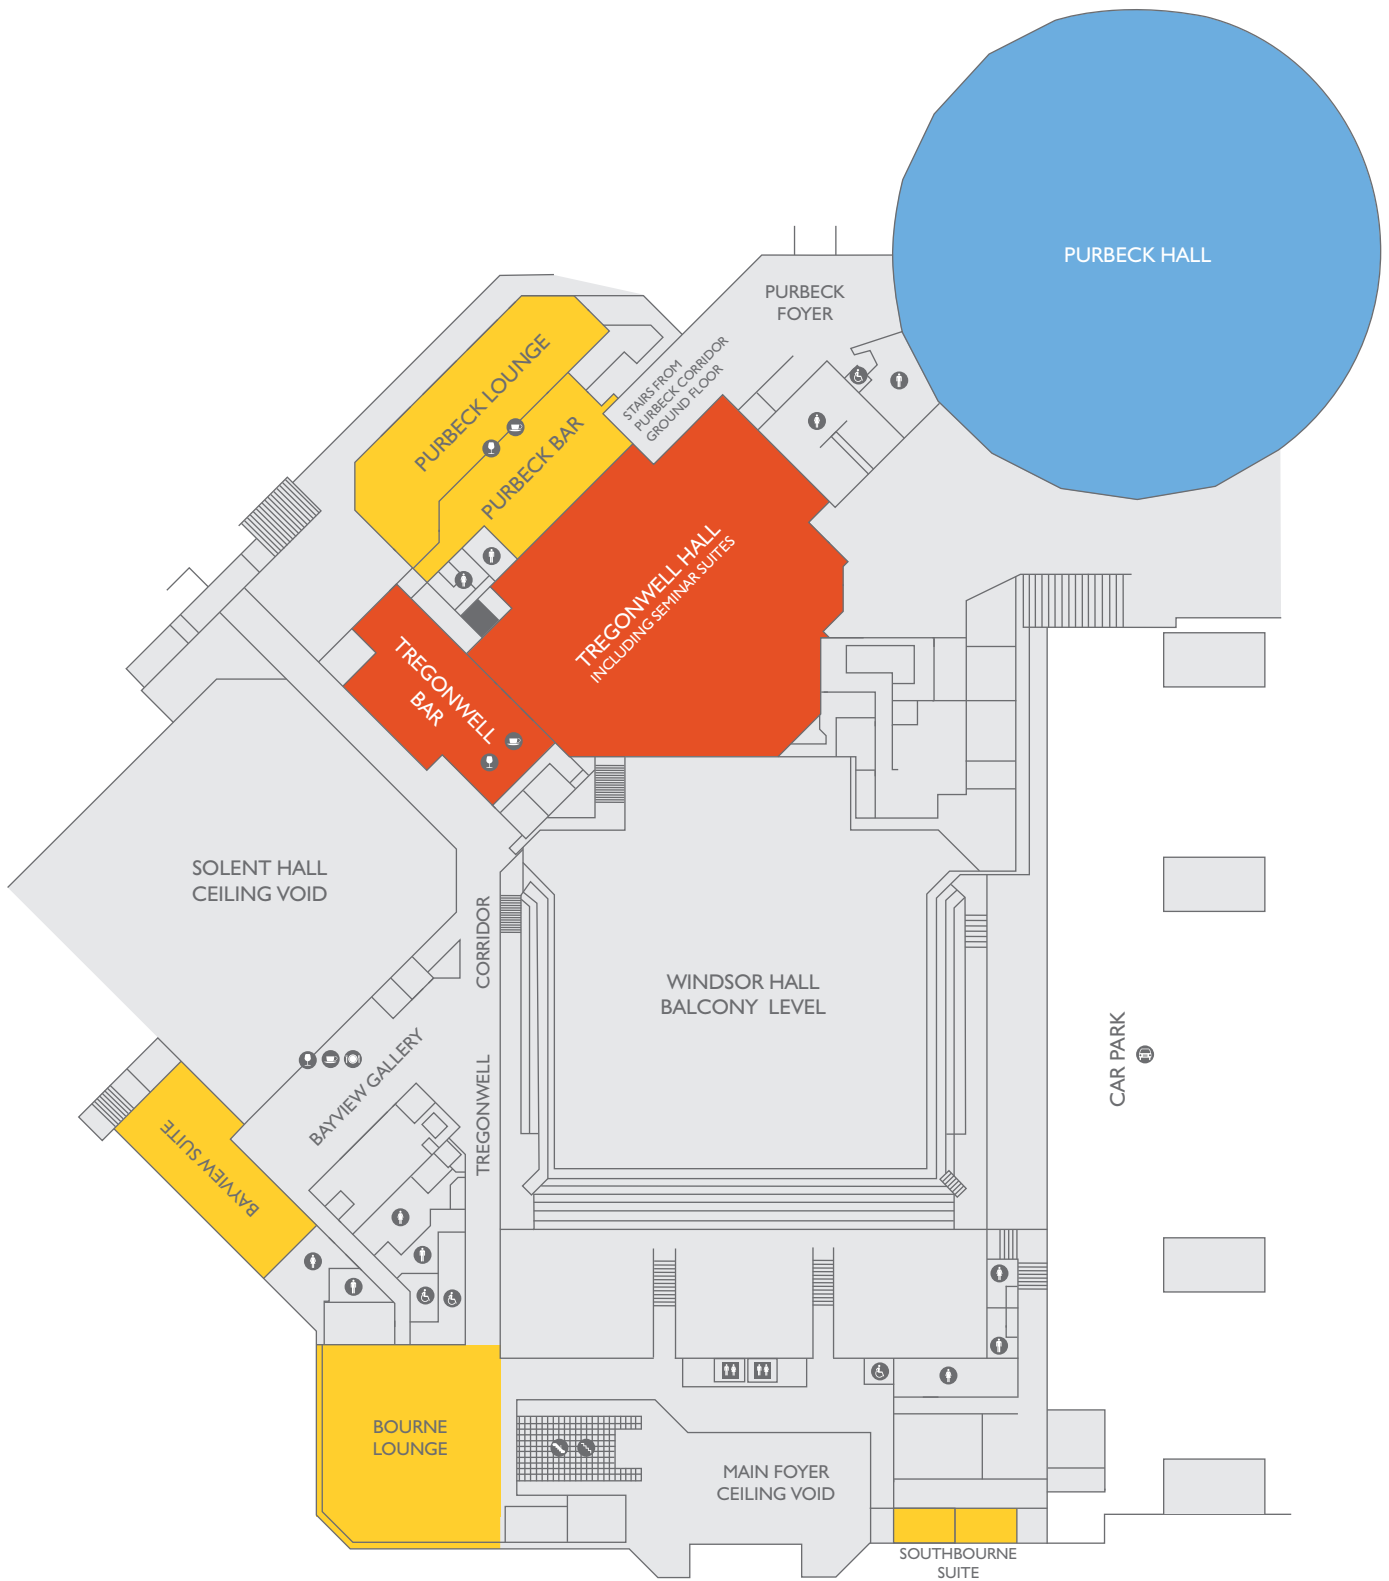 PURBECK HALL
PURBECK
FOYER
STAIRS FROM
PURBECK CORRIDOR
GROUND FLOOR
PURBECK LOUNGE
PURBECK BAR
TREGONWELL HALL
INCLUDING SEMINAR SUITES
TREGONWELL
BAR
SOLENT HALL
CEILING VOID
TREGONWELL CORRIDOR
WINDSOR HALL
BALCONY LEVEL
CAR PARK
BAYVIEW GALLERY
BAYVIEW SUITE
BOURNE
LOUNGE
MAIN FOYER
CEILING VOID
SOUTHBOURNE
SUITE